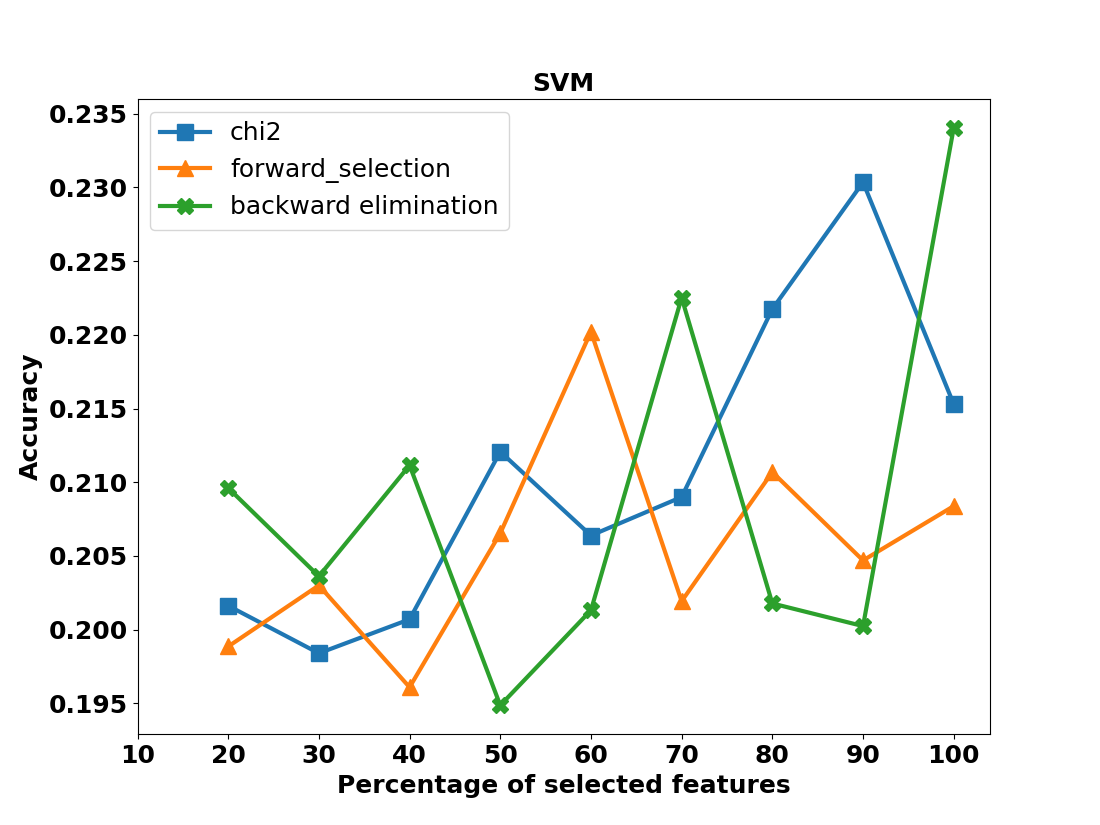 SVM
chi2
forward_selection
backward elimination
0.235
0.230
0.225
0.220
0.215
0.210
0.205
0.200
0.195
Accuracy
10 20 30 40 50 60 70 80 90 100
Percentage of selected features